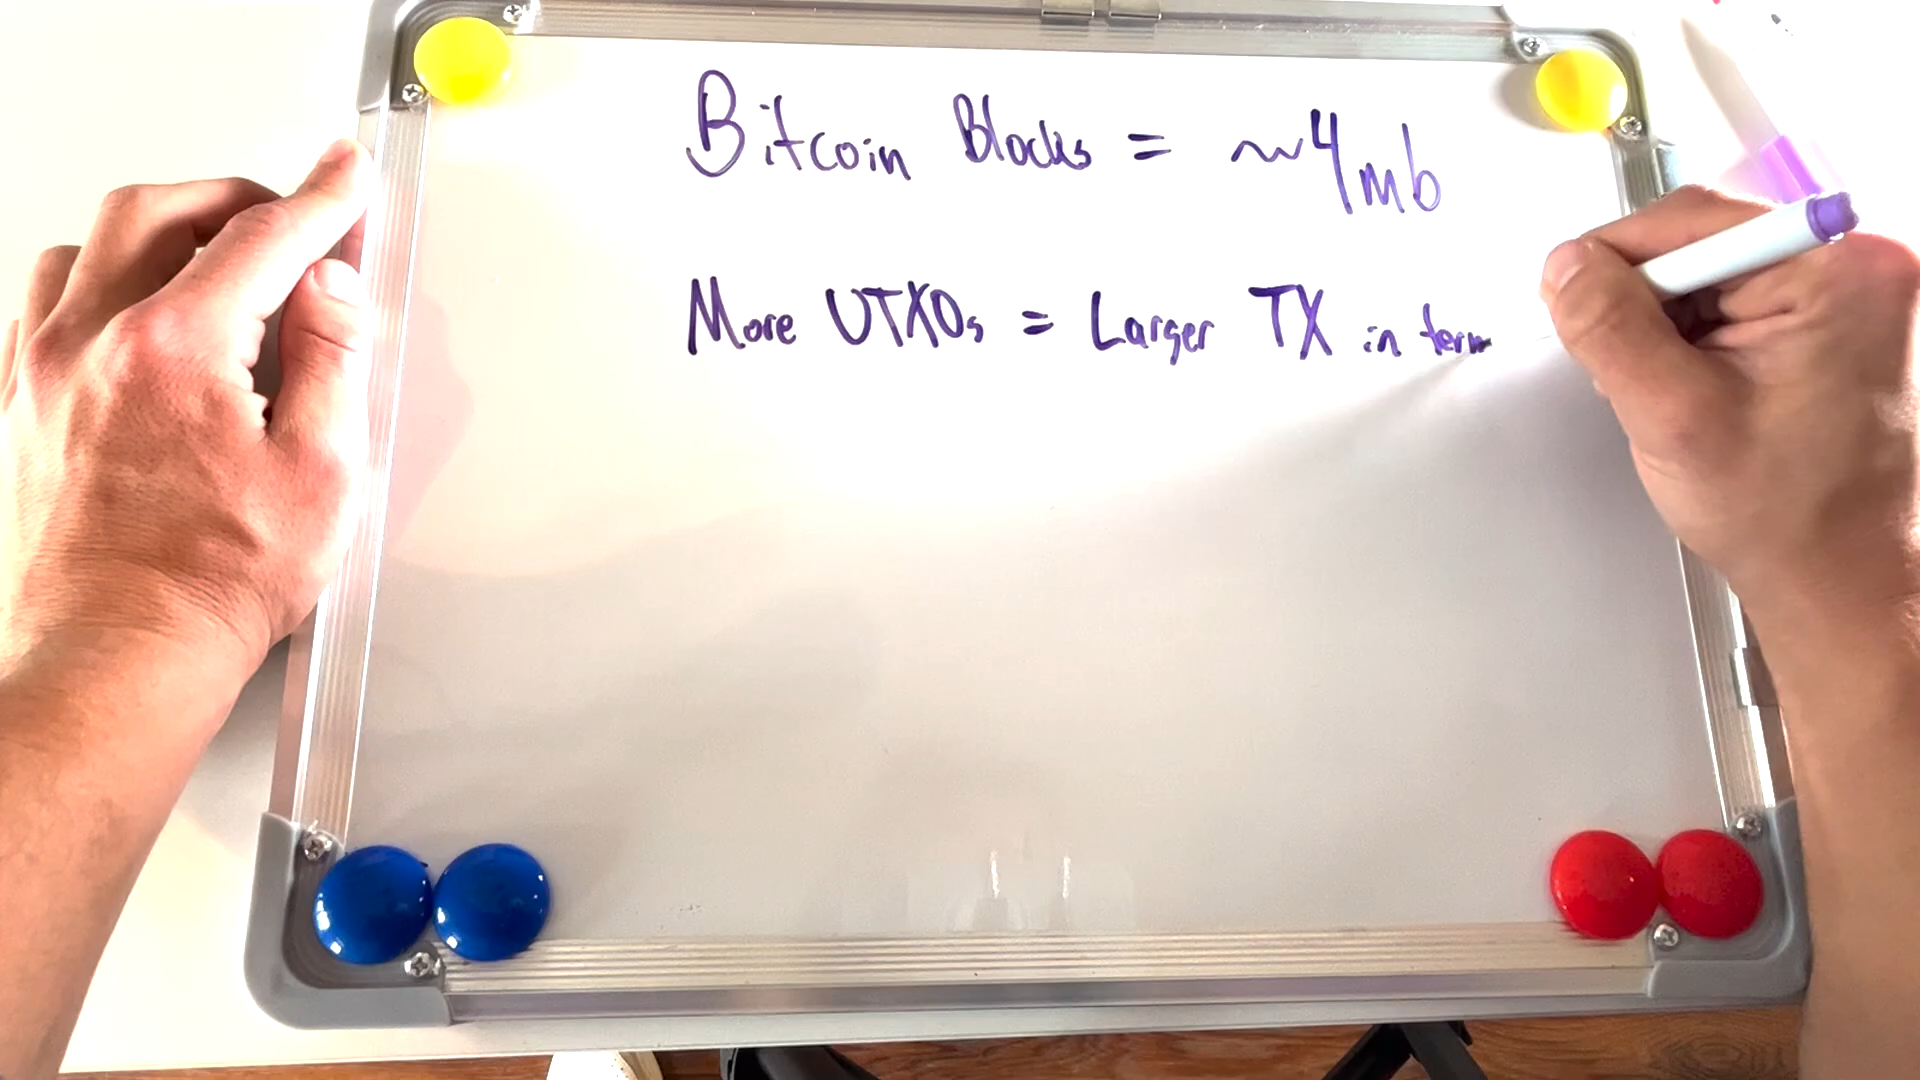 Bitcoin Blocks = ~4mb
More UTXOs = Larger TX in term